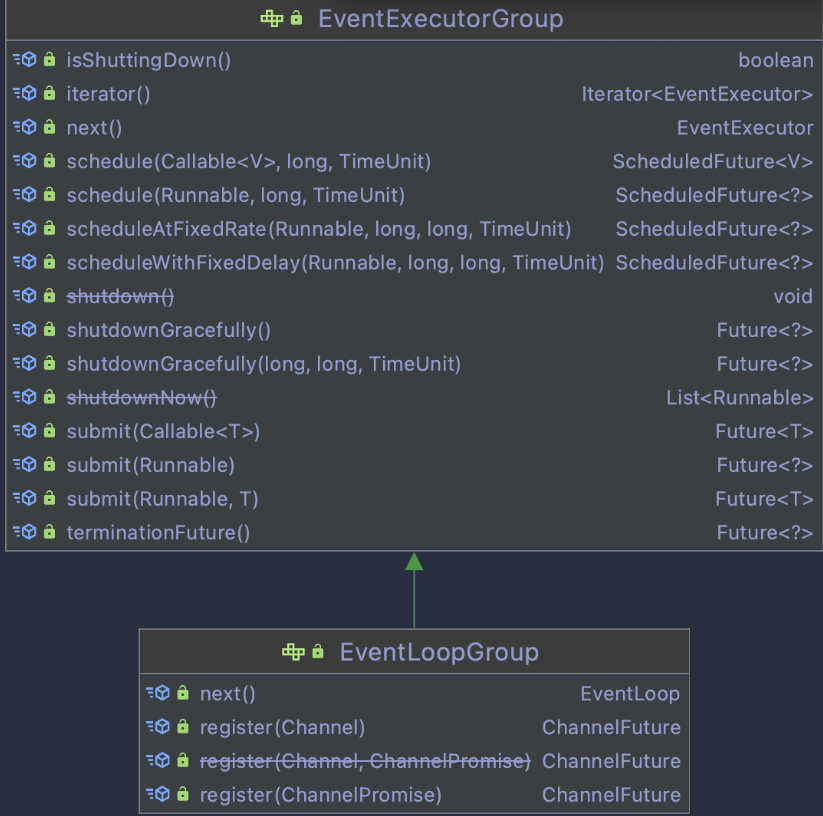 EventExecutorGroup
isShuttingDown() boolean
iterator() Iterator<EventExecutor>
next() EventExecutor
schedule(Callable<V>, long, TimeUnit) ScheduledFuture<V>
schedule(Runnable, long, TimeUnit) ScheduledFuture<?>
scheduleAtFixedRate(Runnable, long, long, TimeUnit) ScheduledFuture<?>
scheduleWithFixedDelay(Runnable, long, long, TimeUnit) ScheduledFuture<?>
shutdown() void
shutdownGracefully() Future<?>
shutdownGracefully(long, long, TimeUnit) Future<?>
shutdownNow() List<Runnable>
submit(Callable<T>) Future<T>
submit(Runnable) Future<?>
submit(Runnable, T) Future<T>
terminationFuture() Future<?>
EventLoopGroup
next() EventLoop
register(Channel) ChannelFuture
register(Channel, ChannelPromise) ChannelFuture
register(ChannelPromise) ChannelFuture